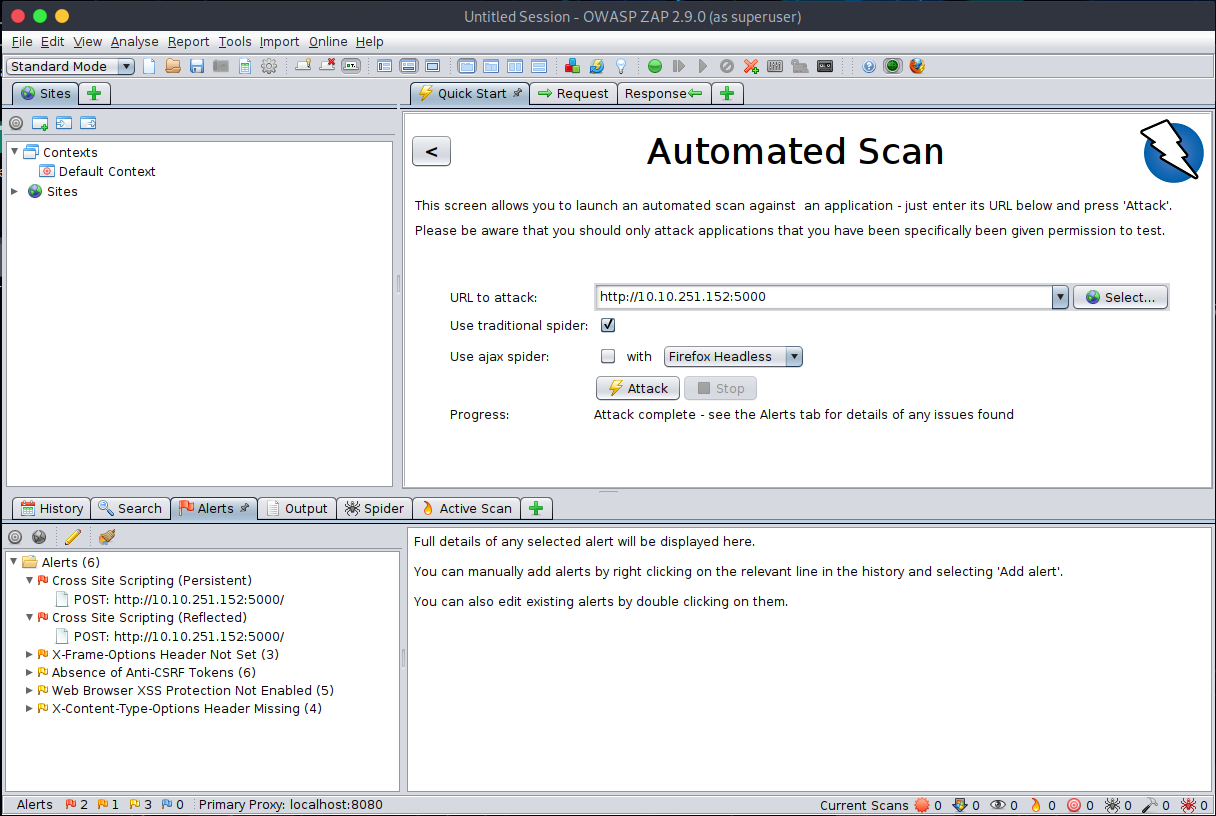 Untitled Session - OWASP ZAP 2.9.0 (as superuser)
File Edit View Analyse Report Tools Import Online Help
Standard Mode
Sites
Quick Start
Request
Response
Contexts
Default Context
Sites
<
Automated Scan
This screen allows you to launch an automated scan against  an application - just enter its URL below and press 'Attack'.
Please be aware that you should only attack applications that you have been specifically been given permission to test.
URL to attack: http://10.10.251.152:5000 Select...
Use traditional spider:
Use ajax spider: with Firefox Headless
Attack Stop
Progress: Attack complete - see the Alerts tab for details of any issues found
History Search Alerts Output Spider Active Scan
Alerts (6)
Cross Site Scripting (Persistent)
POST: http://10.10.251.152:5000/
Cross Site Scripting (Reflected)
POST: http://10.10.251.152:5000/
X-Frame-Options Header Not Set (3)
Absence of Anti-CSRF Tokens (6)
Web Browser XSS Protection Not Enabled (5)
X-Content-Type-Options Header Missing (4)
Full details of any selected alert will be displayed here.
You can manually add alerts by right clicking on the relevant line in the history and selecting 'Add alert'.
You can also edit existing alerts by double clicking on them.
Alerts 2 1 3 0 Primary Proxy: localhost:8080 Current Scans 0 0 0 0 0 0 0 0